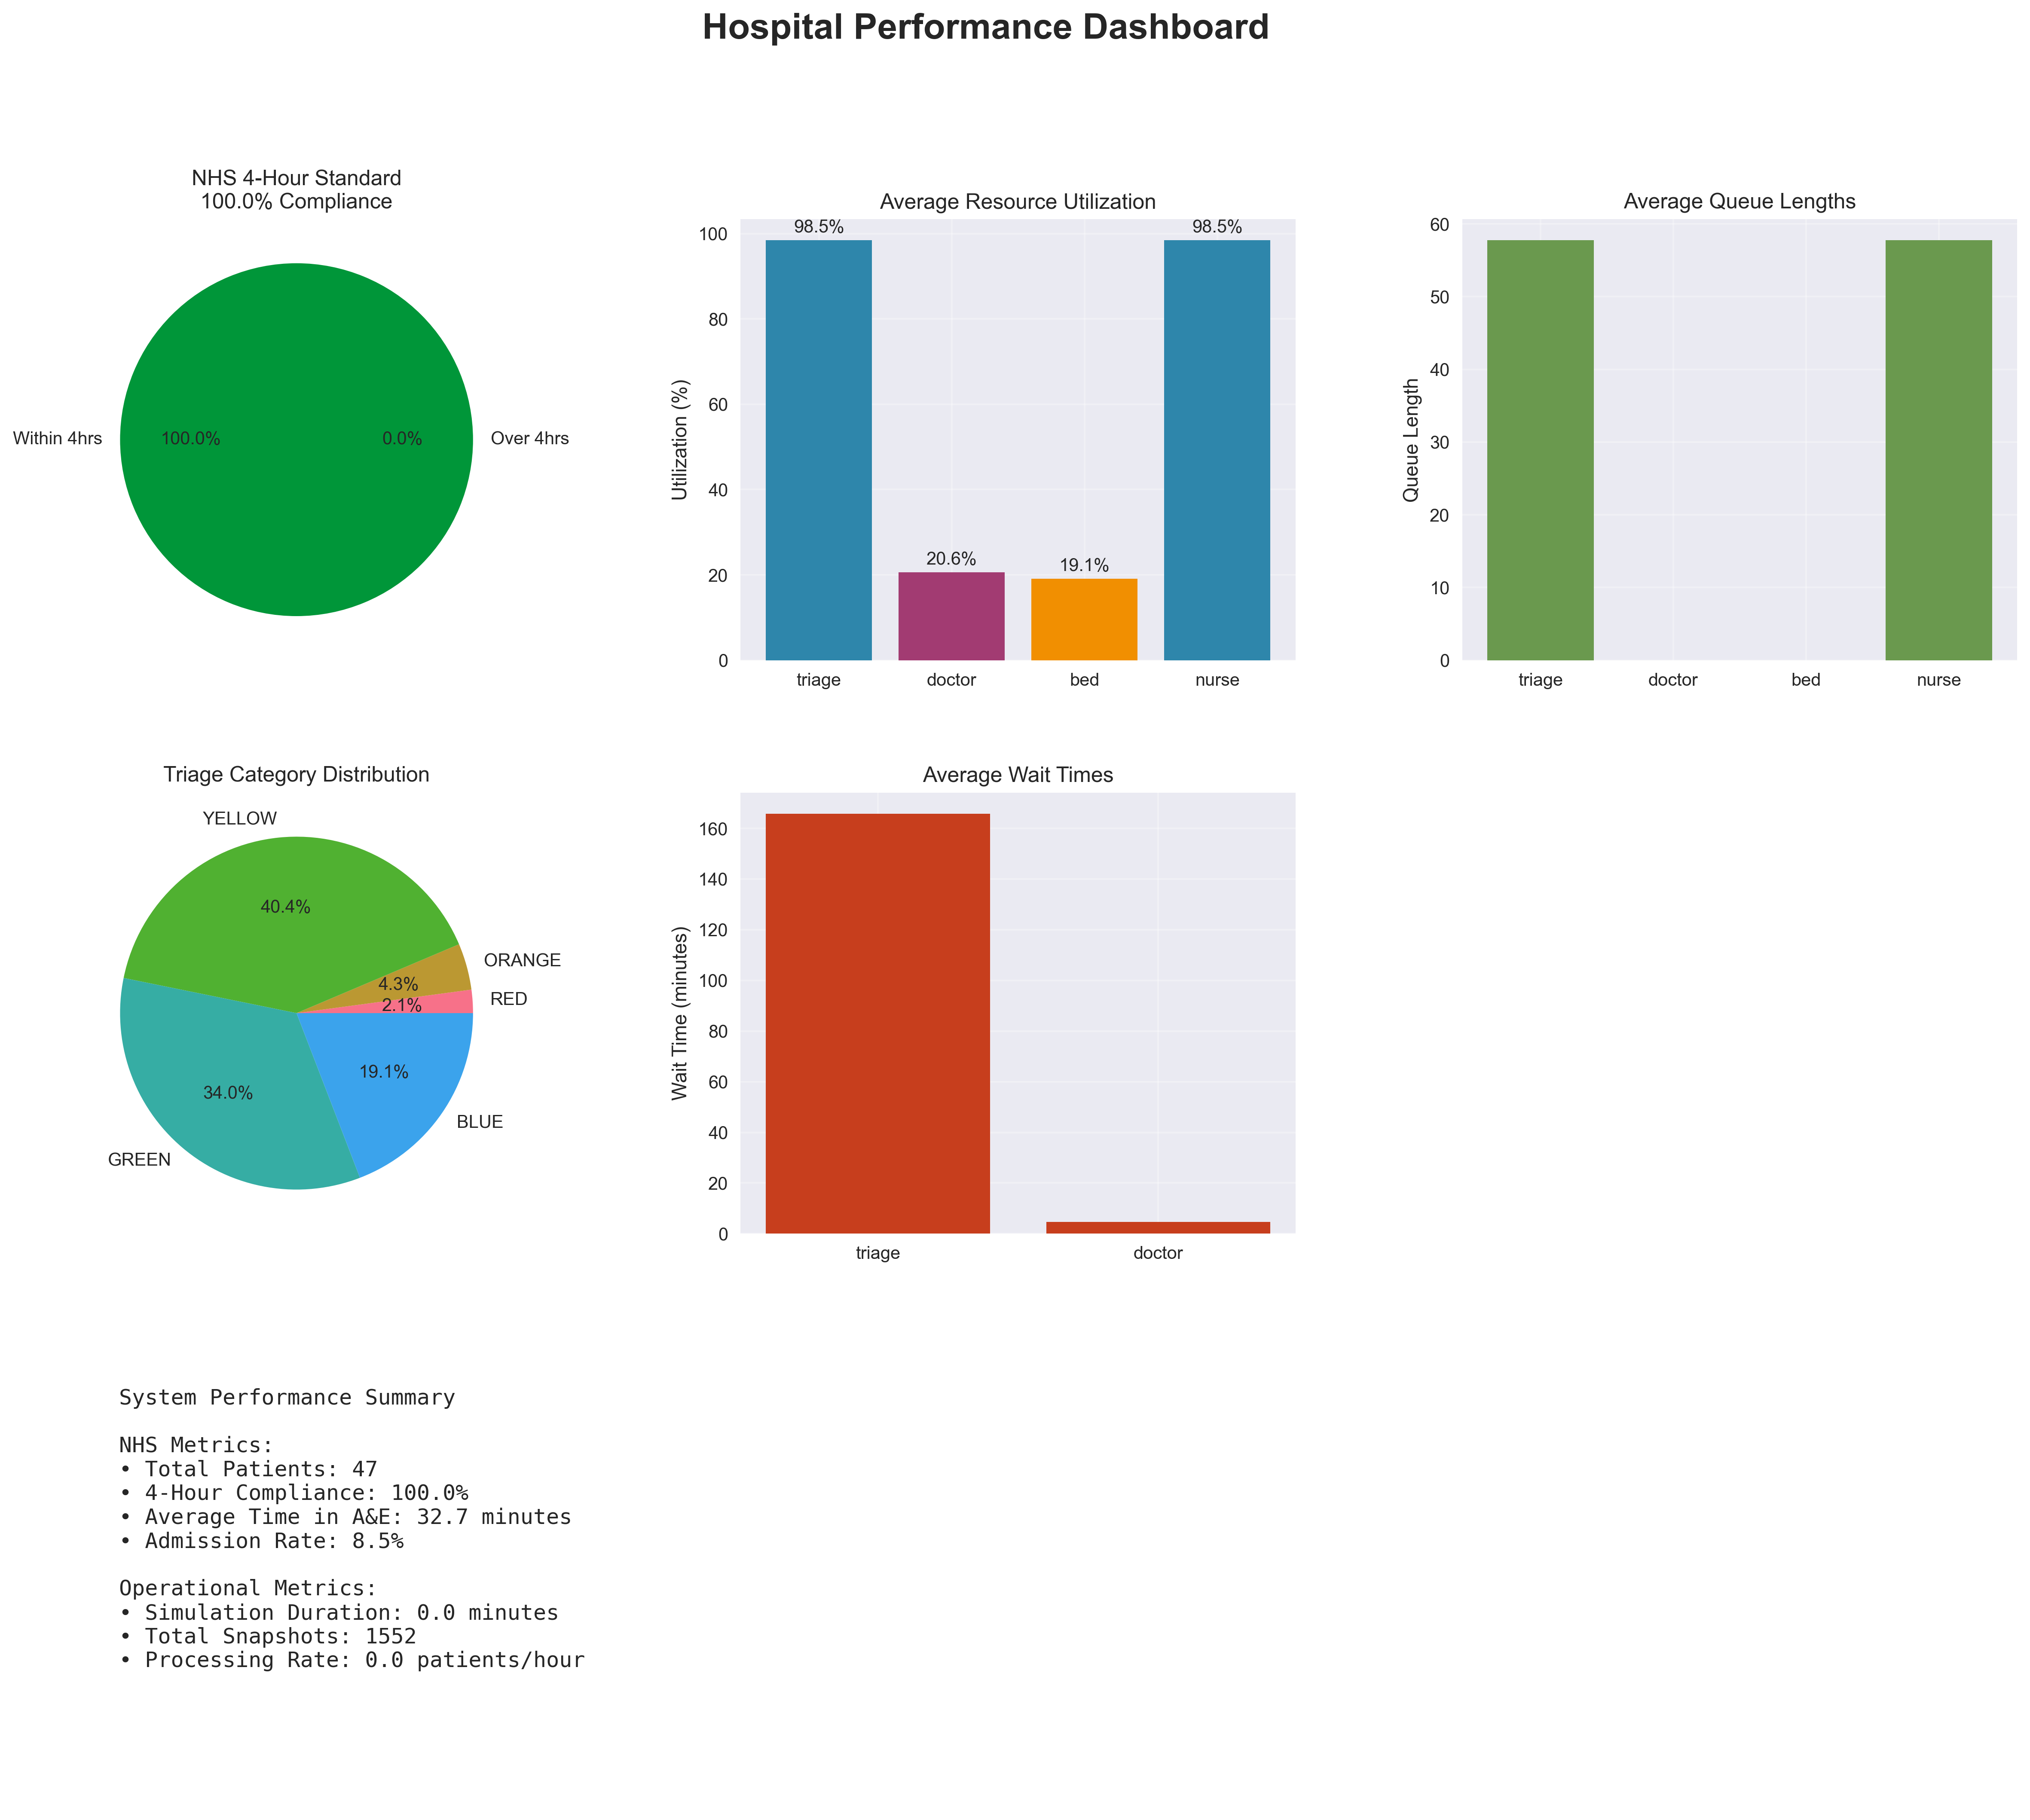 Hospital Performance Dashboard
NHS 4-Hour Standard
100.0% Compliance
Within 4hrs
100.0%
0.0%
Over 4hrs
Average Resource Utilization
Utilization (%)
100
80
60
40
20
0
98.5%
20.6%
19.1%
98.5%
triage
doctor
bed
nurse
Average Queue Lengths
Queue Length
60
50
40
30
20
10
0
triage
doctor
bed
nurse
Triage Category Distribution
YELLOW
40.4%
ORANGE
4.3%
RED
2.1%
19.1%
BLUE
34.0%
GREEN
Average Wait Times
Wait Time (minutes)
160
140
120
100
80
60
40
20
0
triage
doctor
System Performance Summary
NHS Metrics:
• Total Patients: 47
• 4-Hour Compliance: 100.0%
• Average Time in A&E: 32.7 minutes
• Admission Rate: 8.5%
Operational Metrics:
• Simulation Duration: 0.0 minutes
• Total Snapshots: 1552
• Processing Rate: 0.0 patients/hour